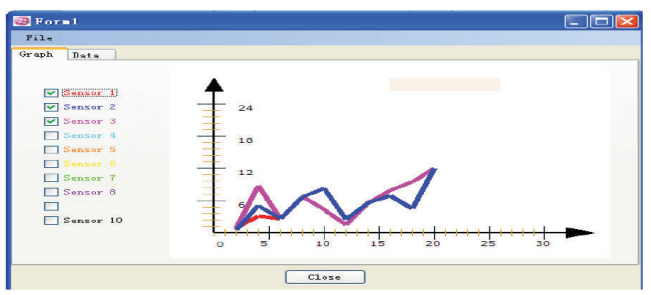 Form1
File
Graph Data
Sensor 1
Sensor 2
Sensor 3
Sensor 4
Sensor 5
Sensor 6
Sensor 7
Sensor 8
Sensor 10
24
16
12
6
0 5 10 15 20 25 30
Close